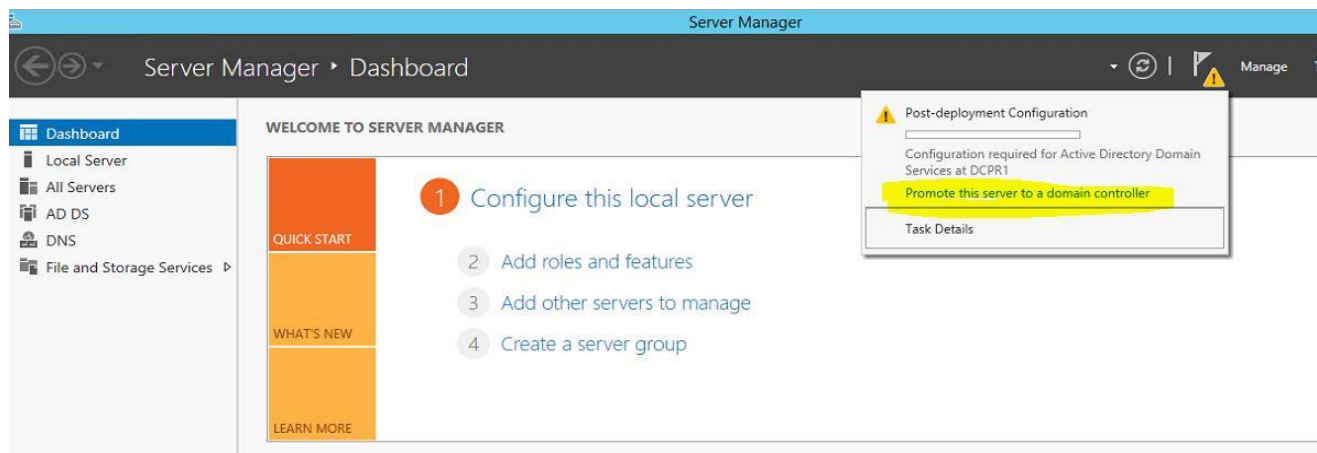 Server Manager
Server Manager ‣ Dashboard
Manage
Dashboard
Local Server
All Servers
AD DS
DNS
File and Storage Services
WELCOME TO SERVER MANAGER
QUICK START
WHAT'S NEW
LEARN MORE
1 Configure this local server
2 Add roles and features
3 Add other servers to manage
4 Create a server group
Post-deployment Configuration
Configuration required for Active Directory Domain
Services at DCPR1
Promote this server to a domain controller
Task Details